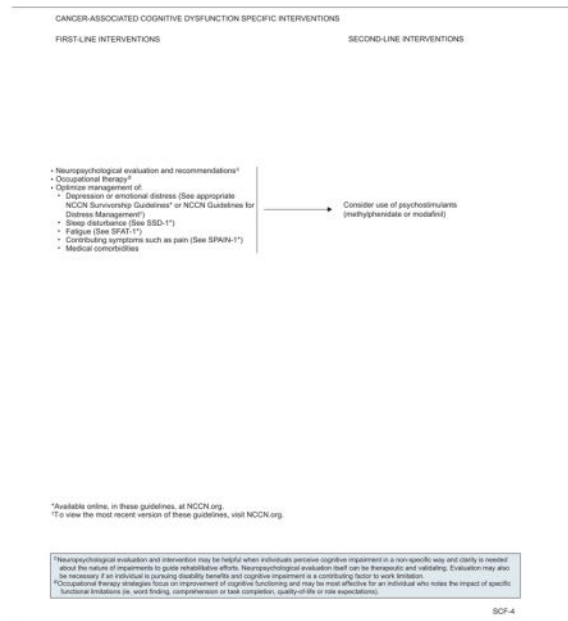 CANCER-ASSOCIATED COGNITIVE DYSFUNCTION SPECIFIC INTERVENTIONS
FIRST-LINE INTERVENTIONS
SECOND-LINE INTERVENTIONS
• Neuropsychological evaluation and recommendations
• Occupational therapy
• Optimize management of:
• Depression or emotional distress (See appropriate
NCCN Survivorship Guidelines* or NCCN Guidelines for
Distress Management†)
• Sleep disturbance (See SSD-1*)
• Fatigue (See SFAT-1*)
• Contributing symptoms such as pain (See SPAIN-1*)
• Medical comorbidities
Consider use of psychostimulants
(methylphenidate or modafinil)
*Available online, in these guidelines, at NCCN.org.
†To view the most recent version of these guidelines, visit NCCN.org.
Neuropsychological evaluation and intervention may be helpful when individuals perceive cognitive impairment in a non-specific way and clarity is needed
about the nature of impairments to guide rehabilitative efforts. Neuropsychological evaluation itself can be therapeutic and validating. Evaluation may also
be necessary if an individual is pursuing disability benefits and cognitive impairment is a contributing factor to work limitation.
Occupational therapy strategies focus on improvement of cognitive functioning and may be most effective for an individual who notes the impact of specific
functional limitations (ie, word finding, comprehension or task completion, quality-of-life or role expectations).
SCF-4